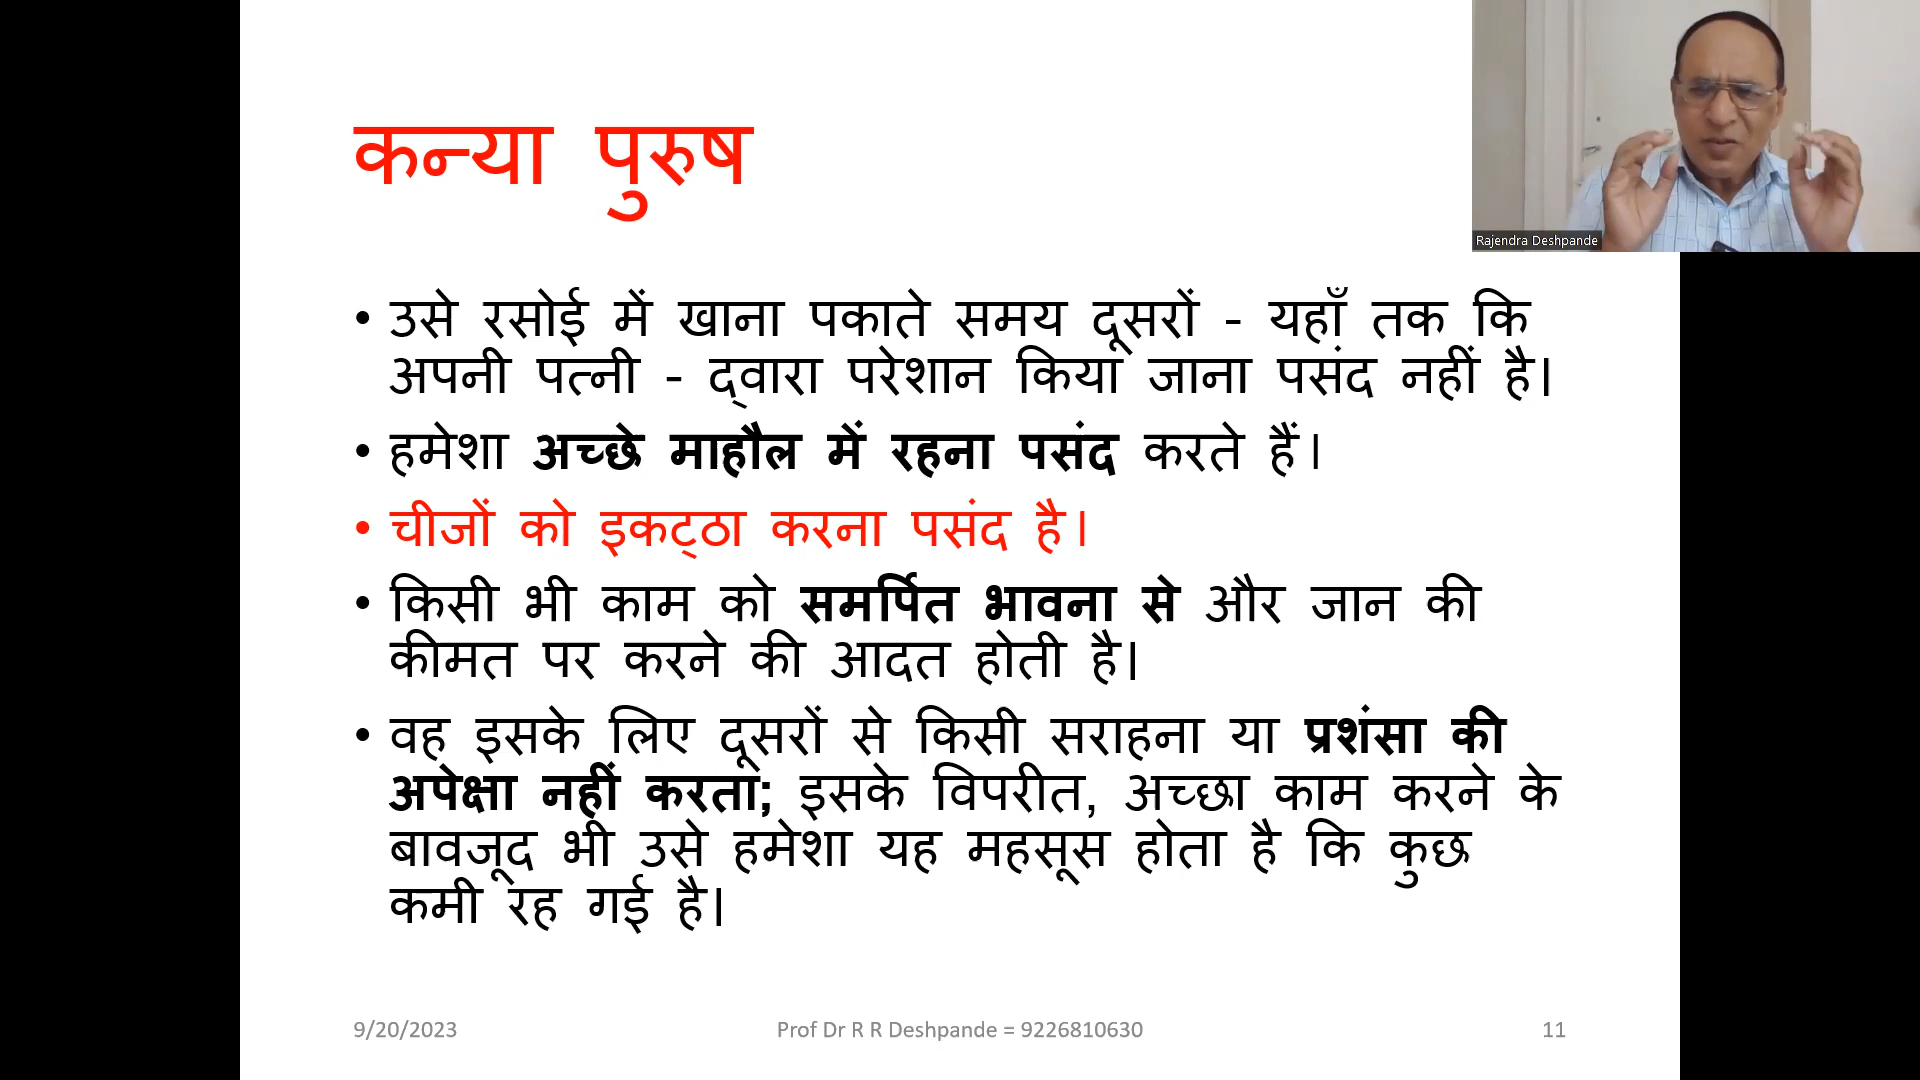 कन्या पुरुष
Rajendra Deshpande
• उसे रसोई में खाना पकाते समय दूसरों - यहाँ तक कि
अपनी पत्नी - द्वारा परेशान किया जाना पसंद नहीं है।
• हमेशा अच्छे माहौल में रहना पसंद करते हैं।
• चीजों को इकट्ठा करना पसंद है।
• किसी भी काम को समर्पित भावना से और जान की
कीमत पर करने की आदत होती है।
• वह इसके लिए दूसरों से किसी सराहना या प्रशंसा की
अपेक्षा नहीं करता; इसके विपरीत, अच्छा काम करने के
बावजूद भी उसे हमेशा यह महसूस होता है कि कुछ
कमी रह गई है।
9/20/2023
Prof Dr R R Deshpande = 9226810630
11